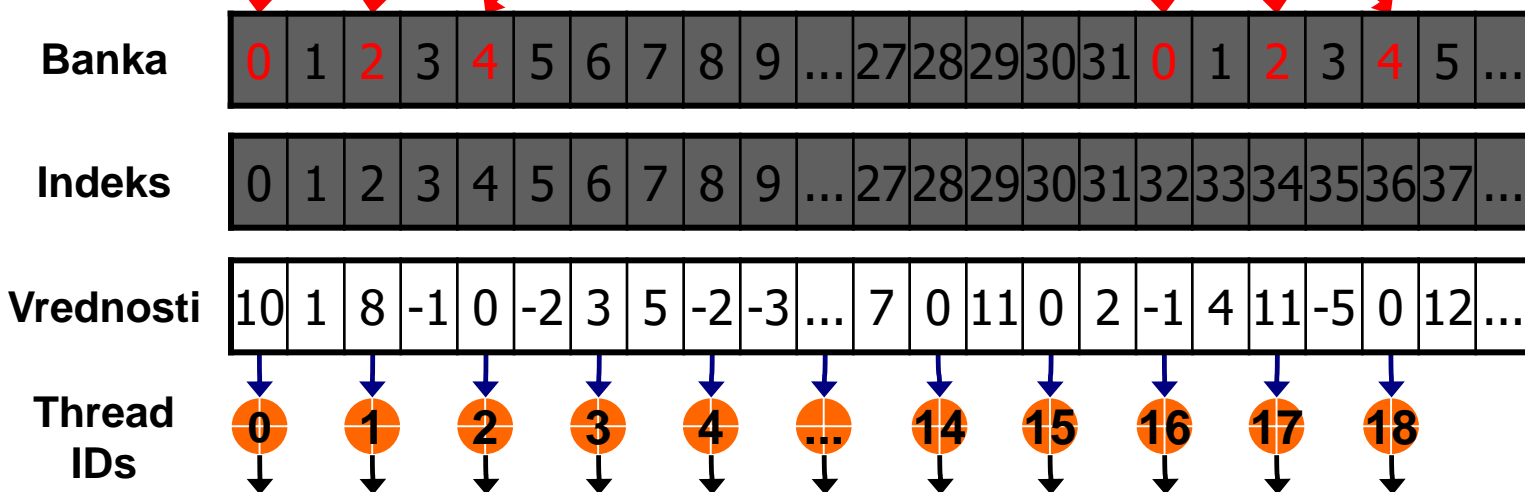 Banka 0 1 2 3 4 5 6 7 8 9 ... 27 28 29 30 31 0 1 2 3 4 5 ...
Indeks 0 1 2 3 4 5 6 7 8 9 ... 27 28 29 30 31 32 33 34 35 36 37 ...
Vrednosti 10 1 8 -1 0 -2 3 5 -2 -3 ... 7 0 11 0 2 -1 4 11 -5 0 12 ...
Thread
IDs
0 1 2 3 4 ... 14 15 16 17 18